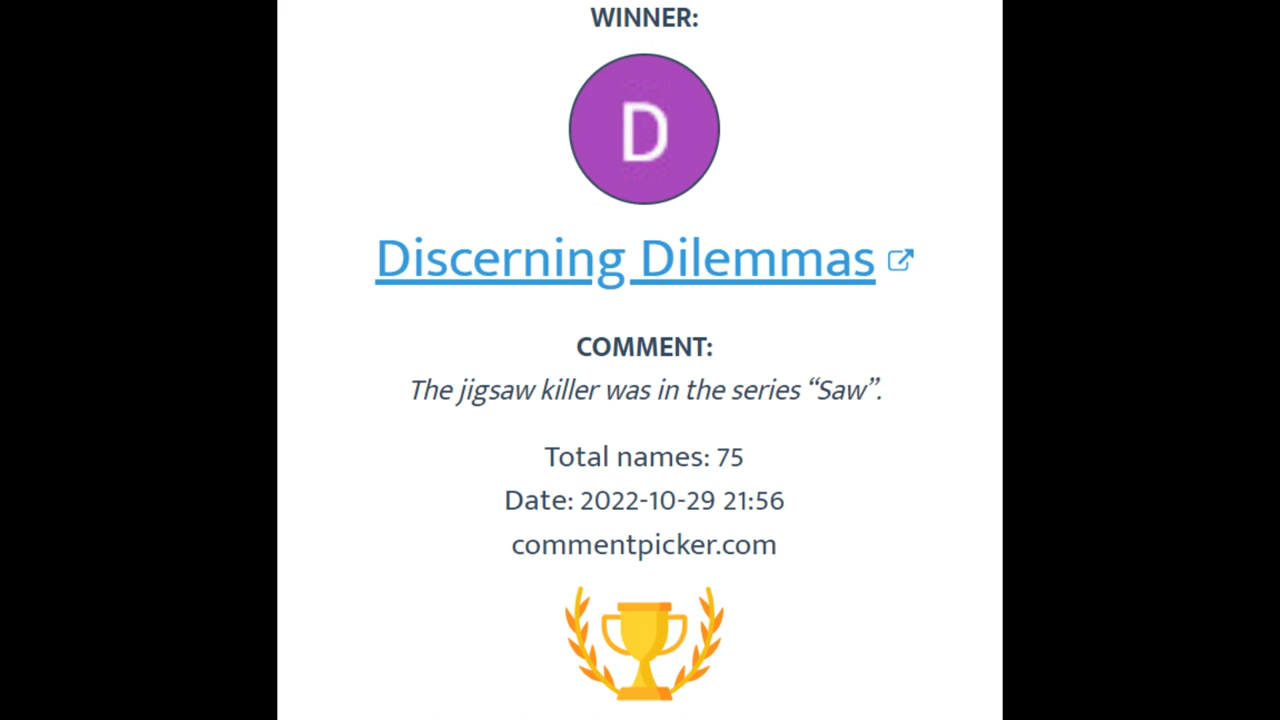 WINNER:
D
Discerning Dilemmas
COMMENT:
The jigsaw killer was in the series “Saw”.
Total names: 75
Date: 2022-10-29 21:56
commentpicker.com